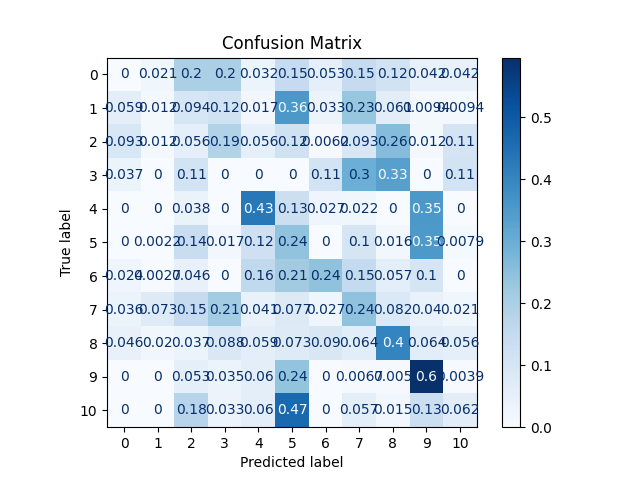 Confusion Matrix
0 0 0.021 0.2 0.2 0.032 0.15 0.053 0.15 0.12 0.042 0.042
1 0.059 0.012 0.094 0.12 0.017 0.36 0.033 0.23 0.061 0.0094 0.0094
0.5
2 0.093 0.012 0.056 0.19 0.056 0.12 0.0062 0.093 0.26 0.012 0.11
3 0.037 0 0.11 0 0 0 0.11 0.3 0.33 0 0.11
0.4
4 0 0 0.038 0 0.43 0.13 0.027 0.022 0 0.35 0
True label
5 0 0.0022 0.14 0.017 0.12 0.24 0 0.1 0.016 0.35 0.0079
0.3
6 0.024 0.0027 0.046 0 0.16 0.21 0.24 0.15 0.057 0.1 0
7 0.036 0.073 0.15 0.21 0.041 0.077 0.027 0.24 0.082 0.04 0.021
0.2
8 0.046 0.02 0.037 0.088 0.059 0.073 0.09 0.064 0.4 0.064 0.056
0.1
9 0 0 0.053 0.035 0.06 0.24 0 0.0067 0.005 0.6 0.0039
10 0 0 0.18 0.033 0.06 0.47 0 0.057 0.015 0.13 0.062
0.0
0 1 2 3 4 5 6 7 8 9 10
Predicted label